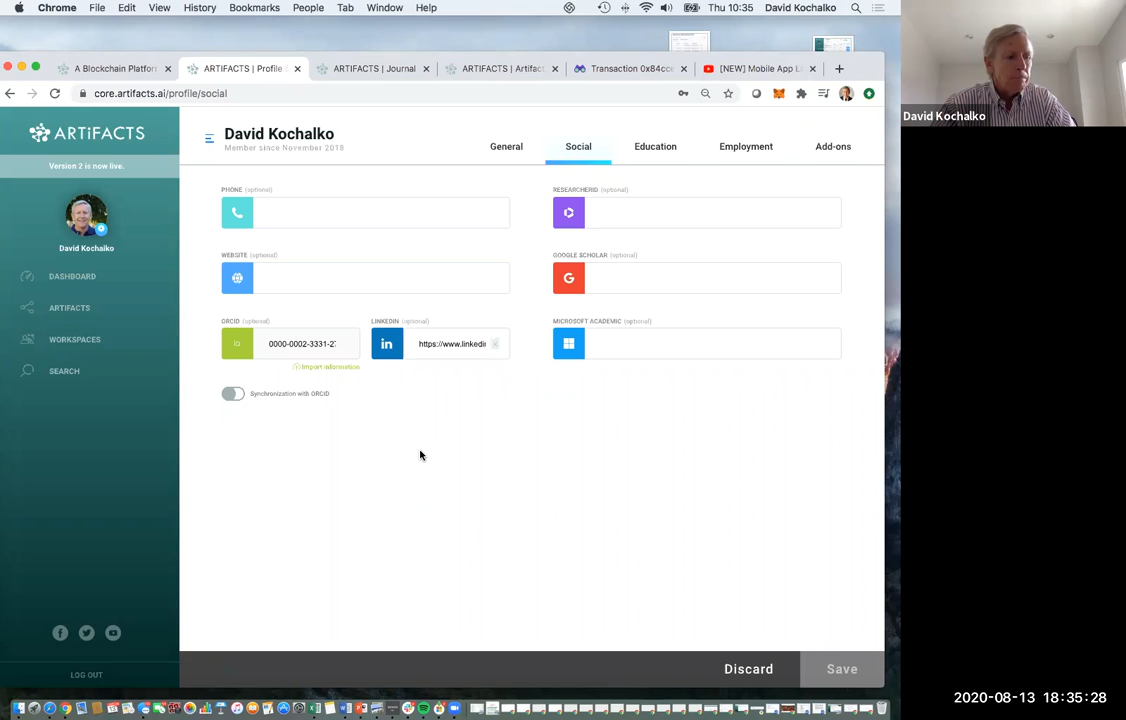 Chrome File Edit View History Bookmarks People Tab Window Help Thu 10:35 David Kochalko
A Blockchain Platfor
ARTiFACTS | Profile
ARTiFACTS | Journal
ARTiFACTS | Artifact
Transaction 0x84cc
[NEW] Mobile App L
core.artifacts.ai/profile/social
David Kochalko
ARTiFACTS
Version 2 is now live.
David Kochalko
DASHBOARD
ARTIFACTS
WORKSPACES
SEARCH
LOG OUT
David Kochalko
Member since November 2018
General Social Education Employment Add-ons
PHONE (optional)
RESEARCHERID (optional)
WEBSITE (optional)
GOOGLE SCHOLAR (optional)
ORCID (optional)
0000-0002-3331-2
LINKEDIN (optional)
https://www.linkedin
MICROSOFT ACADEMIC (optional)
Import information
Synchronization with ORCID
Discard Save
2020-08-13 18:35:28